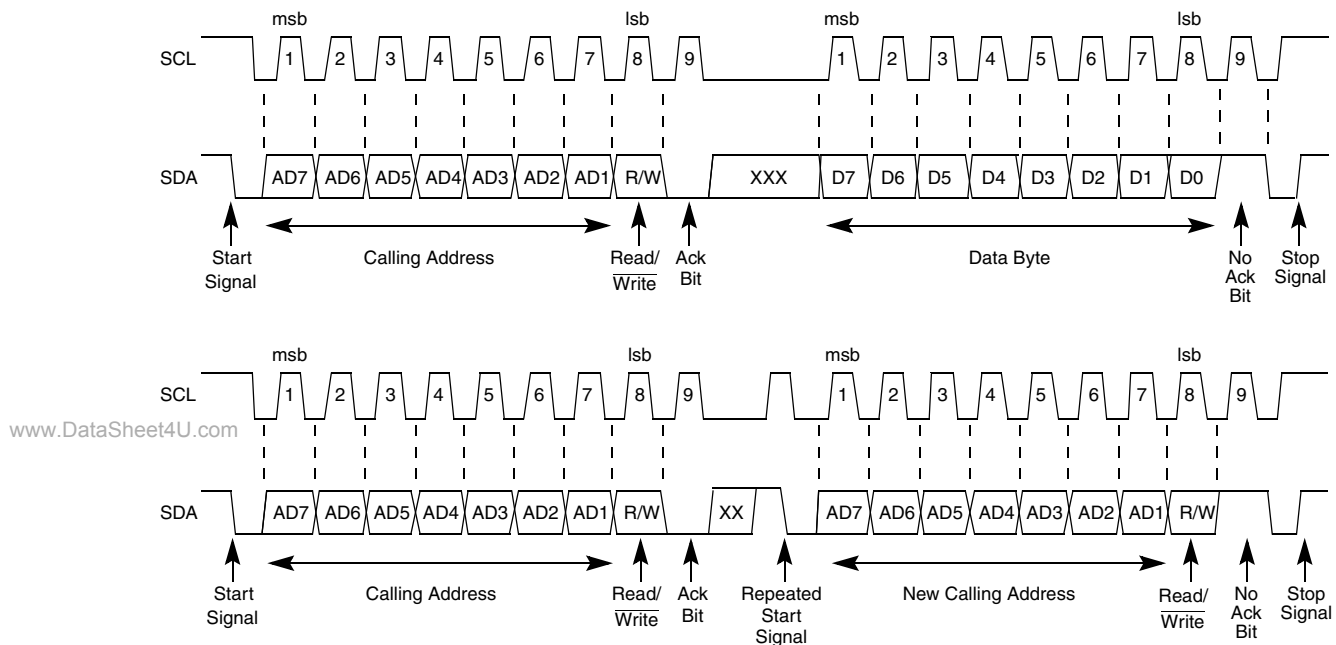 msb lsb msb lsb
SCL 1 2 3 4 5 6 7 8 9 1 2 3 4 5 6 7 8 9
SDA AD7 AD6 AD5 AD4 AD3 AD2 AD1 R/W XXX D7 D6 D5 D4 D3 D2 D1 D0
Start Calling Address Read/ Ack Data Byte No Stop
Signal Write Bit Ack Signal
Bit
msb lsb msb lsb
SCL 1 2 3 4 5 6 7 8 9 1 2 3 4 5 6 7 8 9
www.DataSheet4U.com
SDA AD7 AD6 AD5 AD4 AD3 AD2 AD1 R/W XX AD7 AD6 AD5 AD4 AD3 AD2 AD1 R/W
Start Calling Address Read/ Ack Repeated New Calling Address Read/ No Stop
Signal Write Bit Start Write Ack Signal
Signal Bit